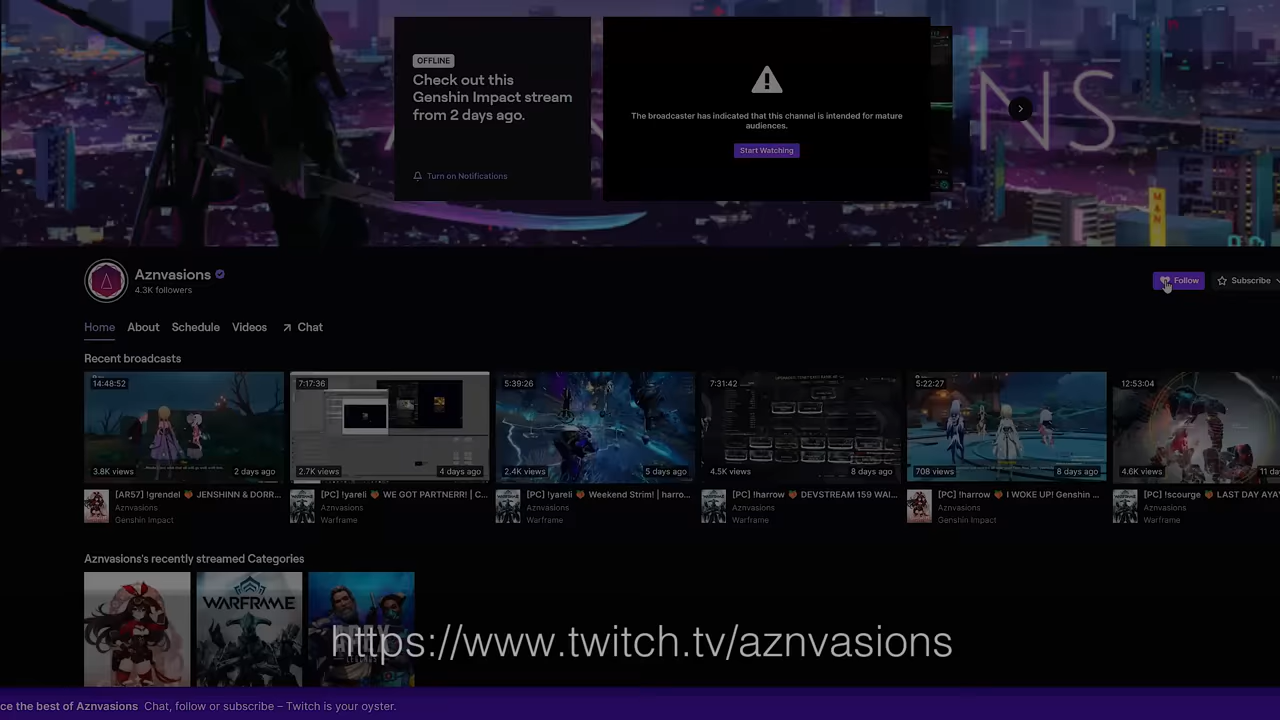 OFFLINE
Check out this
Genshin Impact stream
from 2 days ago.
Turn on Notifications
The broadcaster has indicated that this channel is intended for mature
audiences.
Start Watching
NS
MAN
Aznvasions
4.3K followers
Follow
Subscribe
Home
About
Schedule
Videos
Chat
Recent broadcasts
14:48:52
3.8K views
2 days ago
7:17:36
2.7K views
4 days ago
5:39:26
2.4K views
5 days ago
7:31:42
4.5K views
8 days ago
5:22:27
708 views
8 days ago
12:53:04
4.6K views
11 da
[AR57] !grendel JENSHINN & DORR...
Aznvasions
Genshin Impact
[PC] !yareli WE GOT PARTNERR! | C...
Aznvasions
Warframe
[PC] !yareli Weekend Strim! | harro...
Aznvasions
Warframe
[PC] !harrow DEVSTREAM 159 WAI...
Aznvasions
Warframe
[PC] !harrow I WOKE UP! Genshin ...
Aznvasions
Genshin Impact
[PC] !scourge LAST DAY AYA
Aznvasions
Warframe
Aznvasions's recently streamed Categories
WARFRAME
LEGENDS
https://www.twitch.tv/aznvasions
ce the best of Aznvasions Chat, follow or subscribe – Twitch is your oyster.